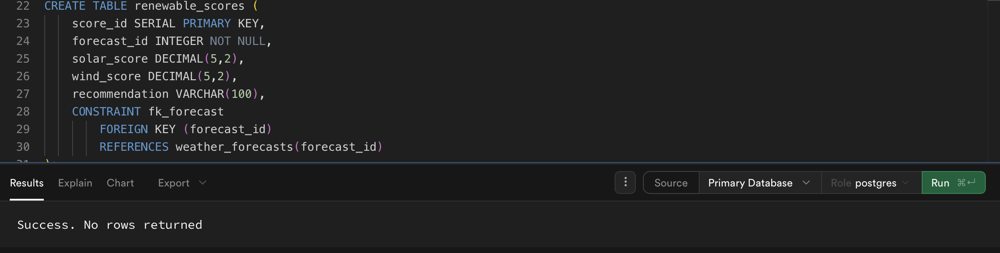 22 CREATE TABLE renewable_scores (
23 score_id SERIAL PRIMARY KEY,
24 forecast_id INTEGER NOT NULL,
25 solar_score DECIMAL(5,2),
26 wind_score DECIMAL(5,2),
27 recommendation VARCHAR(100),
28 CONSTRAINT fk_forecast
29 FOREIGN KEY (forecast_id)
30 REFERENCES weather_forecasts(forecast_id)
Results Explain Chart Export Source Primary Database Role postgres Run ⌘↵
Success. No rows returned